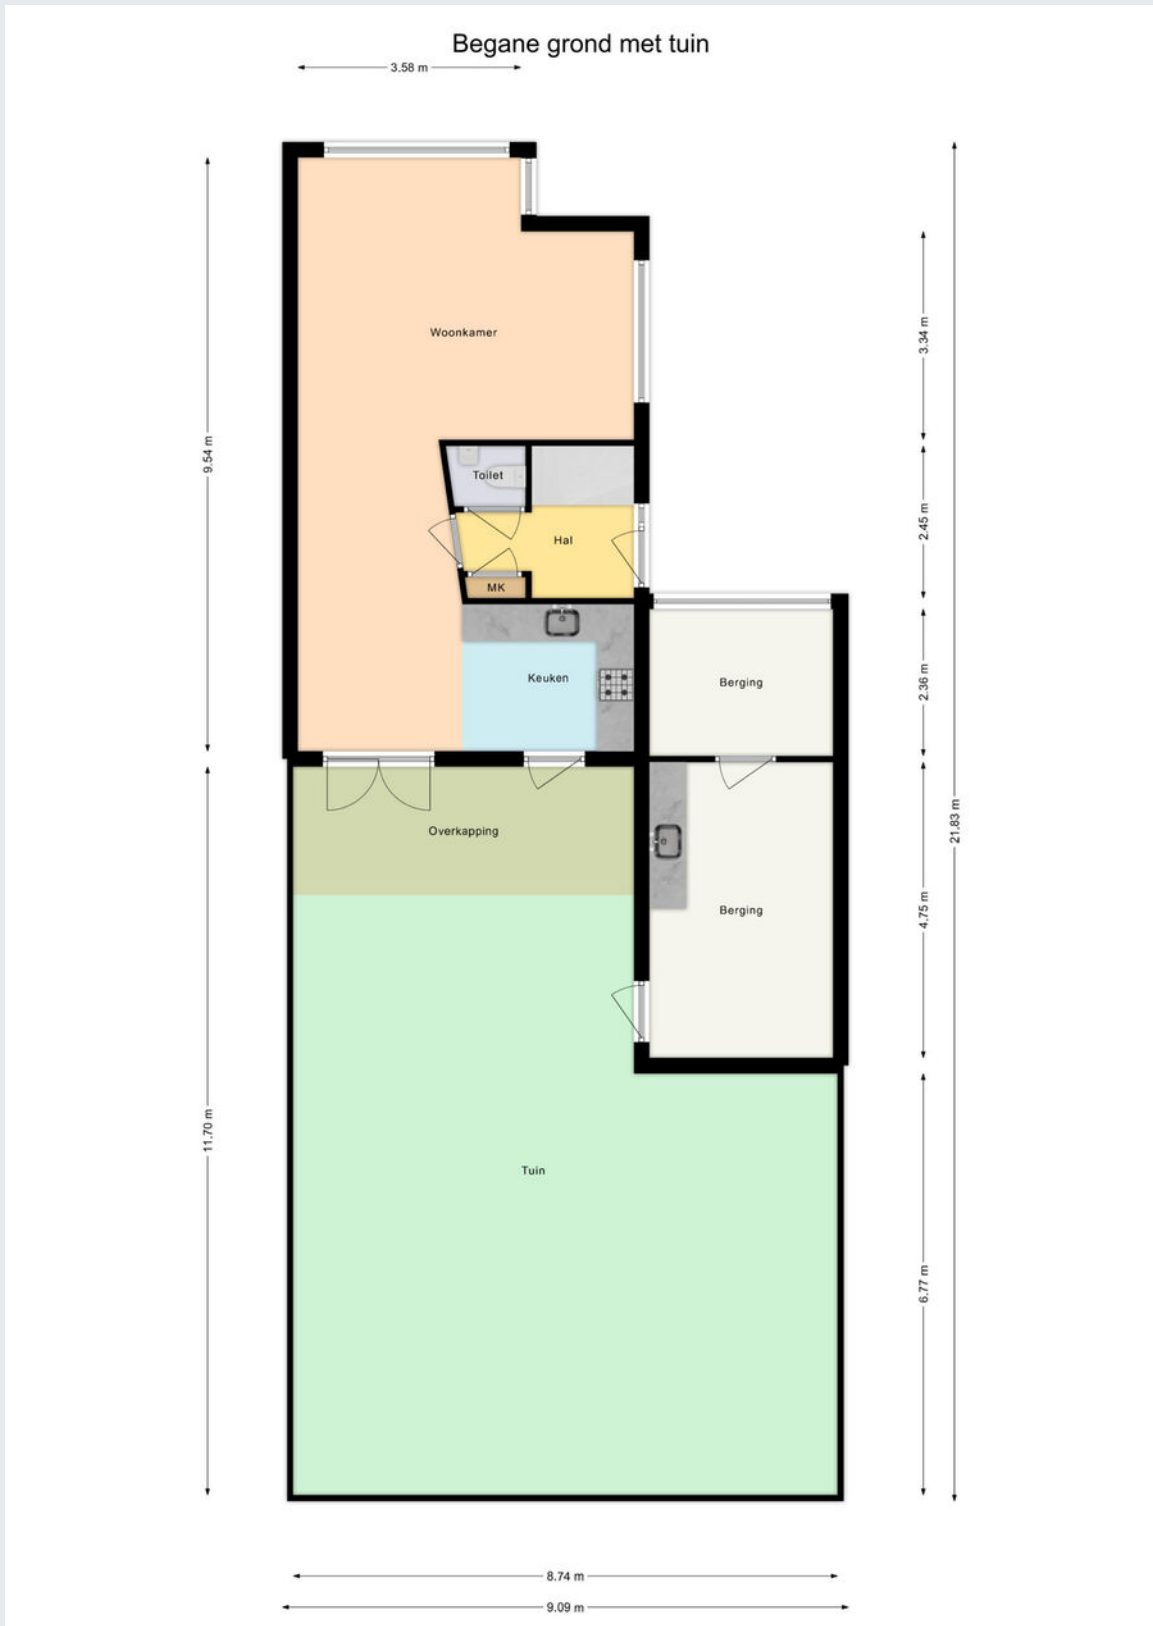 Begane grond met tuin
3.58 m
Woonkamer
3.34 m
9.54 m
Toilet
2.45 m
Hal
MK
Keuken
Berging
2.36 m
Overkapping
21.83 m
Berging
4.75 m
11.70 m
Tuin
6.77 m
8.74 m
9.09 m